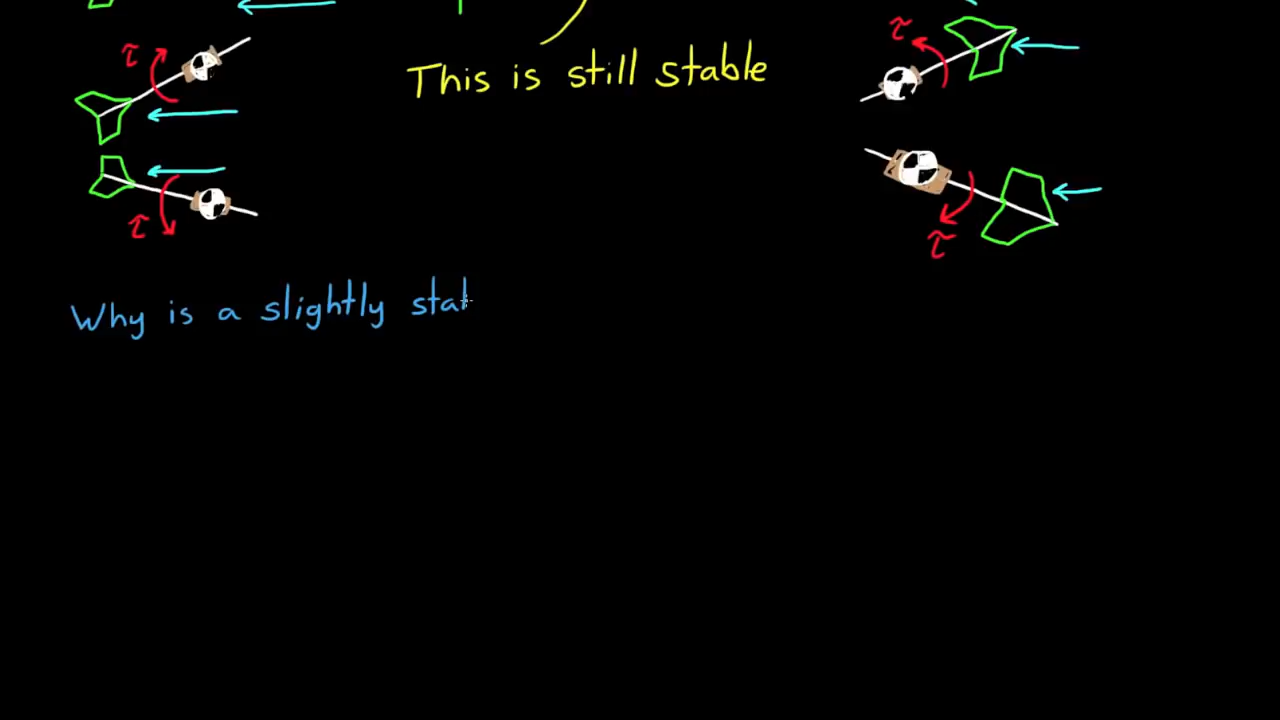 τ
τ
This is still stable
τ
τ
Why is a slightly stat